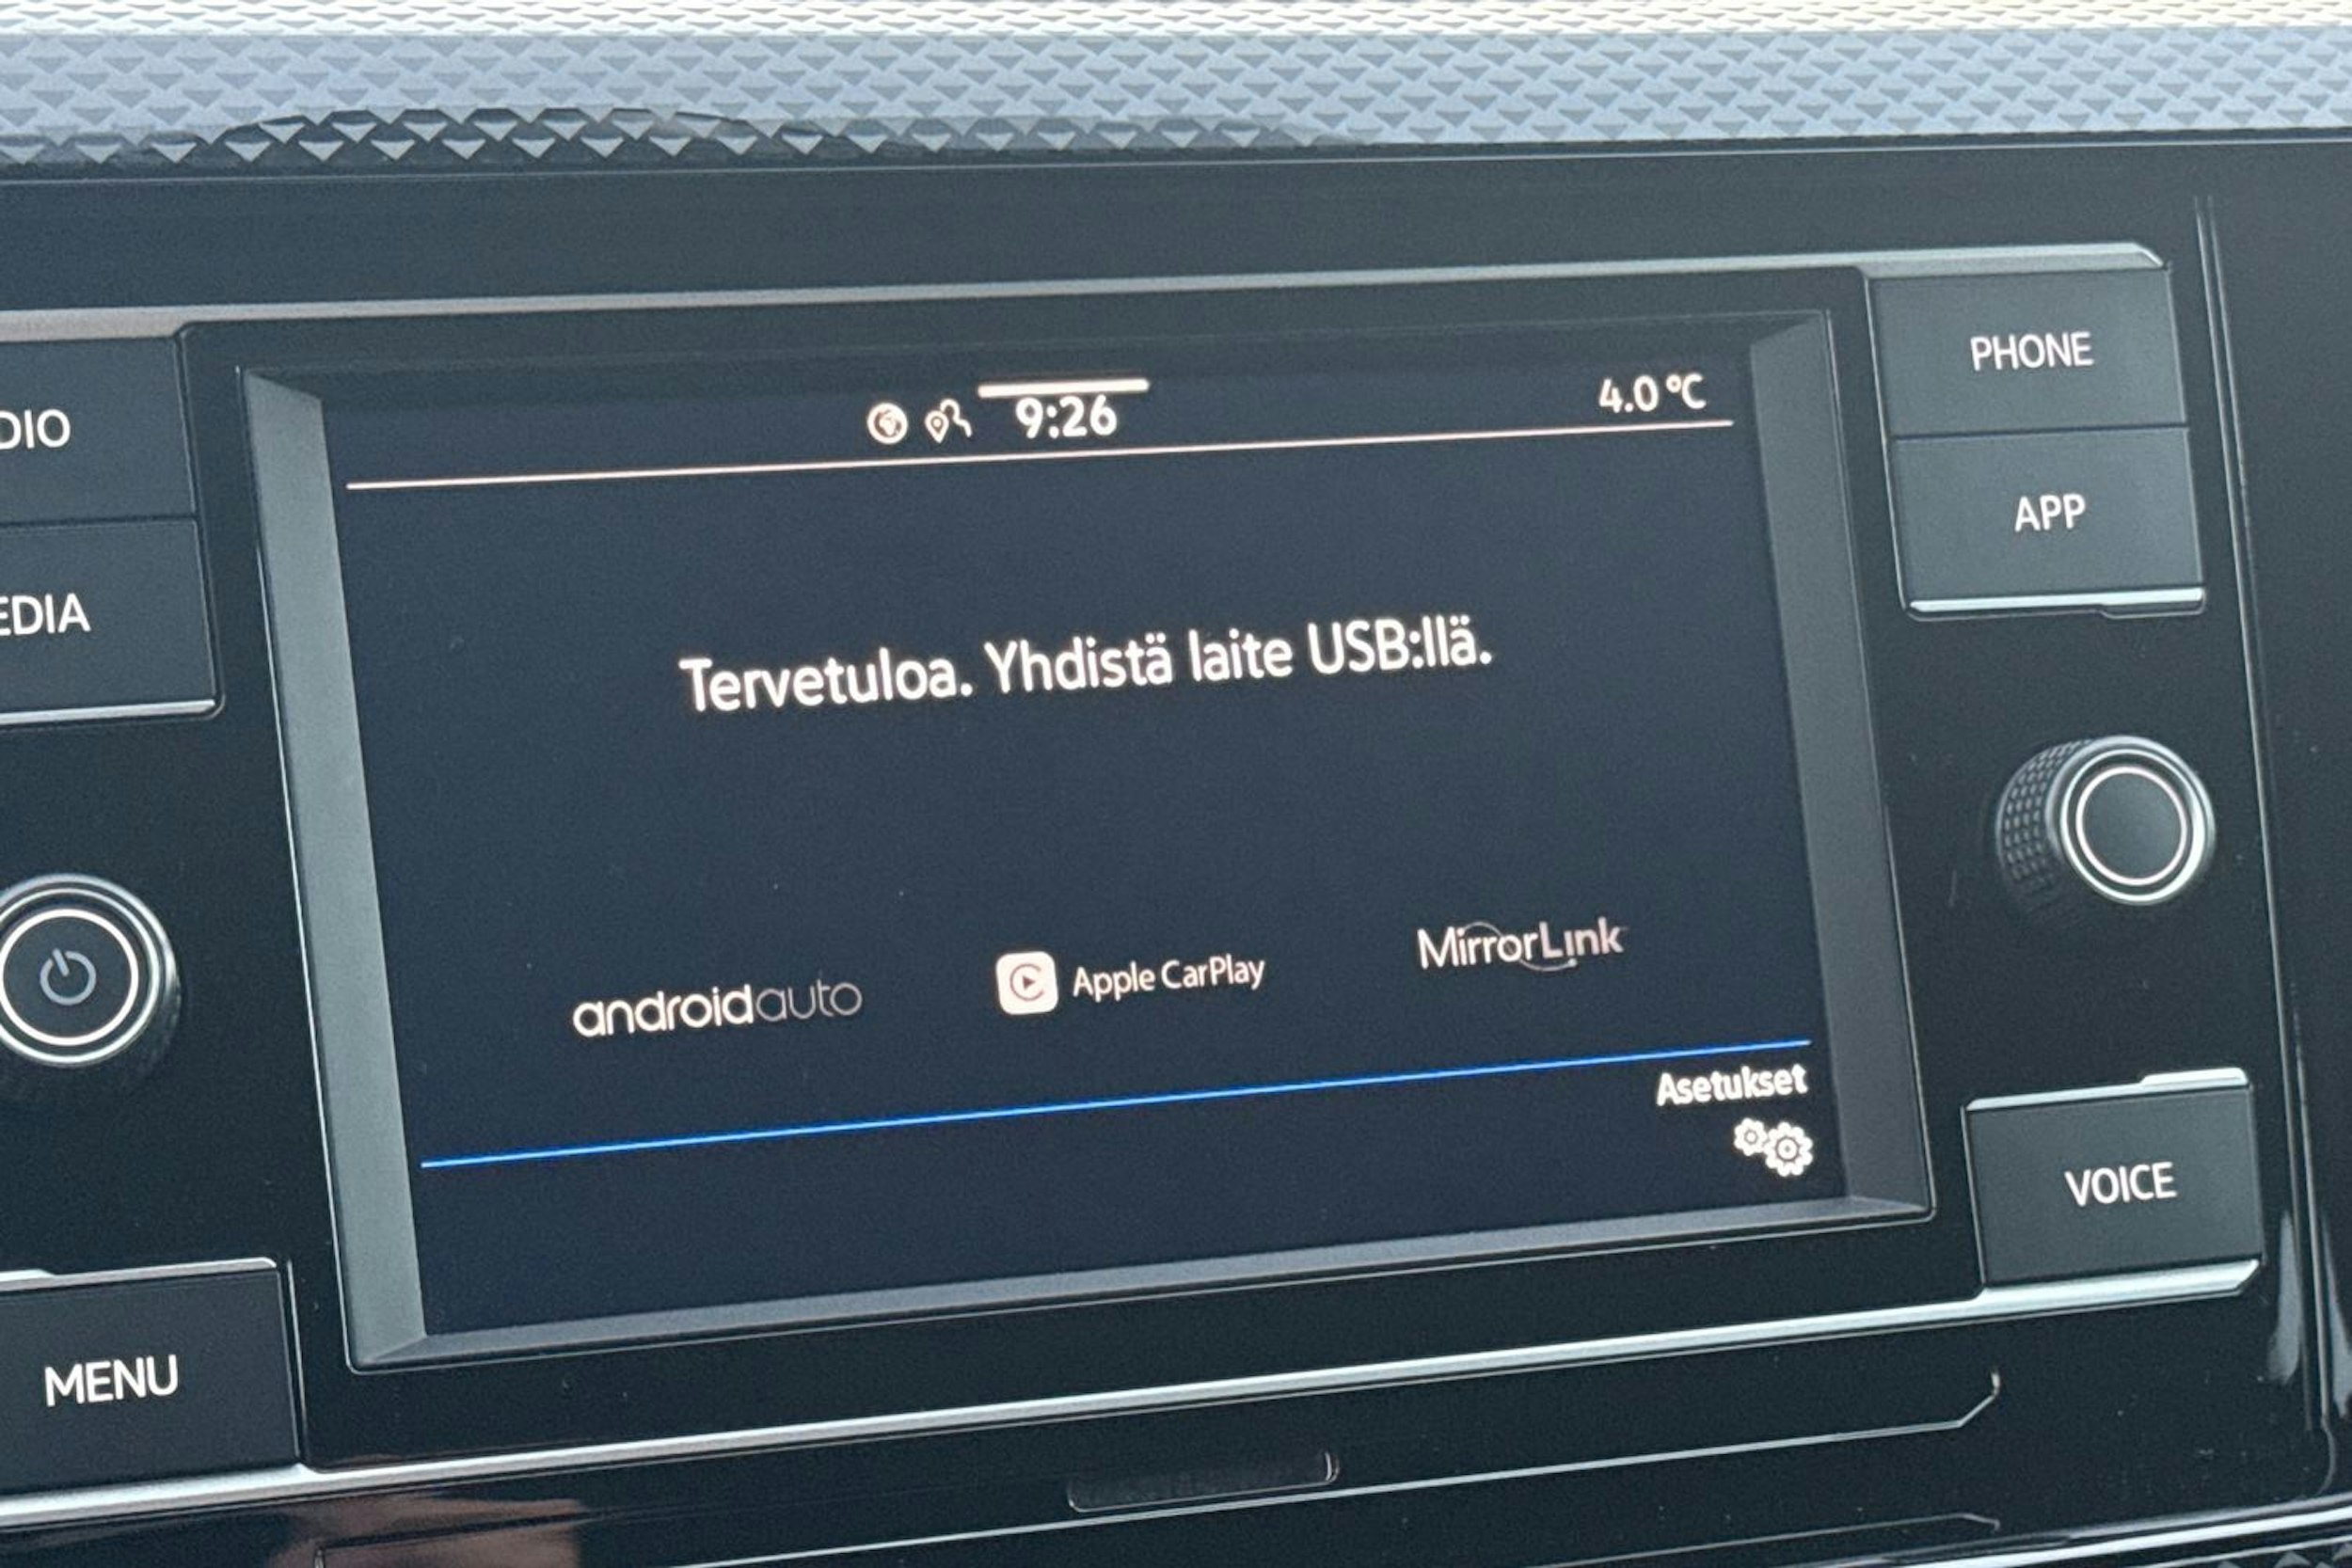 9:26
4.0 °C
PHONE
DIO
APP
EDIA
Tervetuloa. Yhdistä laite USB:llä.
androidauto
Apple CarPlay
MirrorLink
Asetukset
VOICE
MENU